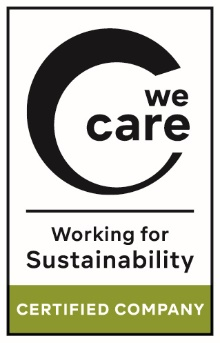 we
care
Working for
Sustainability
CERTIFIED COMPANY